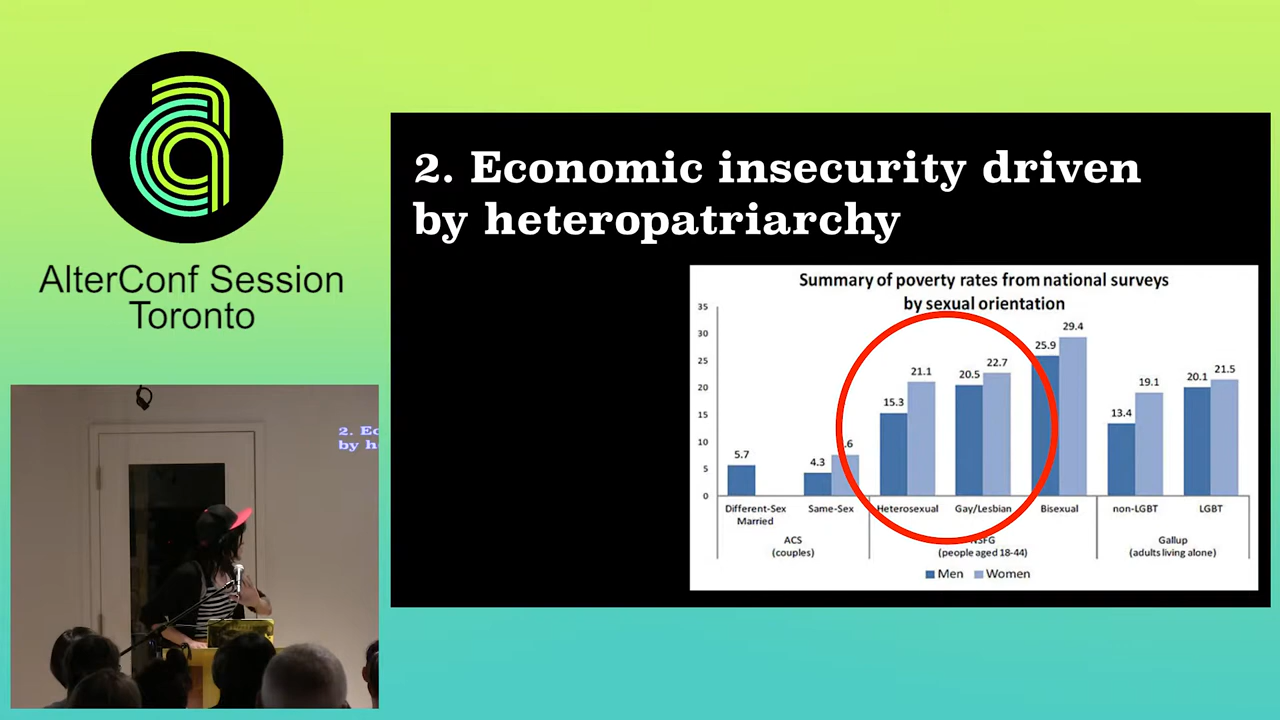 AlterConf Session
Toronto
2. Economic insecurity driven
by heteropatriarchy
Summary of poverty rates from national surveys
by sexual orientation
35
30
25
20
15
10
5
0
5.7
4.3
.6
15.3
21.1
20.5
22.7
25.9
29.4
13.4
19.1
20.1
21.5
Different-Sex
Married
Same-Sex
Heterosexual
Gay/Lesbian
Bisexual
non-LGBT
LGBT
ACS
(couples)
NSFG
(people aged 18-44)
Gallup
(adults living alone)
Men
Women
2. Ec
by h